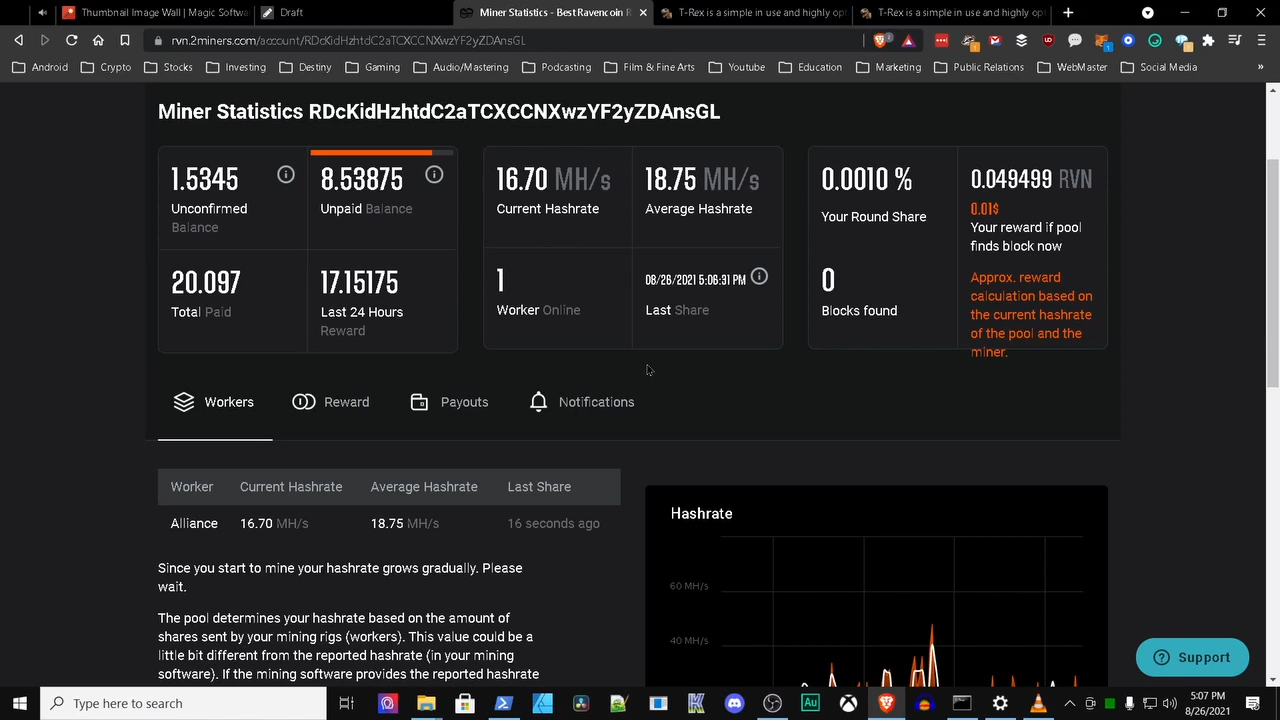 Thumbnail Image Wall | Magic Softwa
Draft
Miner Statistics - Best Ravencoin R
T-Rex is a simple in use and highly opt
T-Rex is a simple in use and highly opt
rvn.2miners.com/account/RDcKidHzhtdC2aTCXCCNXwzYF2yZDAnsGL
Android
Crypto
Stocks
Investing
Destiny
Gaming
Audio/Mastering
Podcasting
Film & Fine Arts
Youtube
Education
Marketing
Public Relations
WebMaster
Social Media
»
Miner Statistics RDcKidHzhtdC2aTCXCCNXwzYF2yZDAnsGL
1.5345
Unconfirmed
Balance
8.53875
Unpaid Balance
20.097
Total Paid
17.15175
Last 24 Hours
Reward
16.70 MH/s
Current Hashrate
18.75 MH/s
Average Hashrate
1
Worker Online
08/26/2021 5:06:31 PM
Last Share
0.0010 %
Your Round Share
0.049499 RVN
0.01$
Your reward if pool
finds block now
Approx. reward
calculation based on
the current hashrate
of the pool and the
miner.
0
Blocks found
Workers
Reward
Payouts
Notifications
Worker Current Hashrate Average Hashrate Last Share
Alliance 16.70 MH/s 18.75 MH/s 16 seconds ago
Since you start to mine your hashrate grows gradually. Please
wait.
The pool determines your hashrate based on the amount of
shares sent by your mining rigs (workers). This value could be a
little bit different from the reported hashrate (in your mining
software). If the mining software provides the reported hashrate
Hashrate
60 MH/s
40 MH/s
Support
Type here to search
5:07 PM
8/26/2021